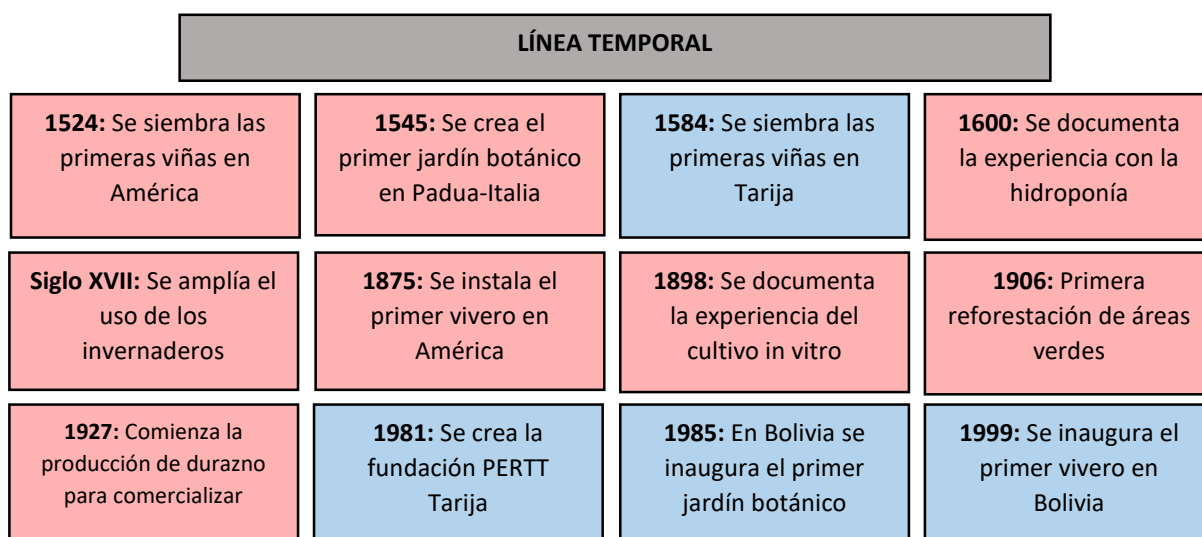 LÍNEA TEMPORAL
1524: Se siembra las
primeras viñas en
América
1545: Se crea el
primer jardín botánico
en Padua-Italia
1584: Se siembra las
primeras viñas en
Tarija
1600: Se documenta
la experiencia con la
hidroponía
Siglo XVII: Se amplía el
uso de los
invernaderos
1875: Se instala el
primer vivero en
América
1898: Se documenta
la experiencia del
cultivo in vitro
1906: Primera
reforestación de áreas
verdes
1927: Comienza la
producción de durazno
para comercializar
1981: Se crea la
fundación PERTT
Tarija
1985: En Bolivia se
inaugura el primer
jardín botánico
1999: Se inaugura el
primer vivero en
Bolivia